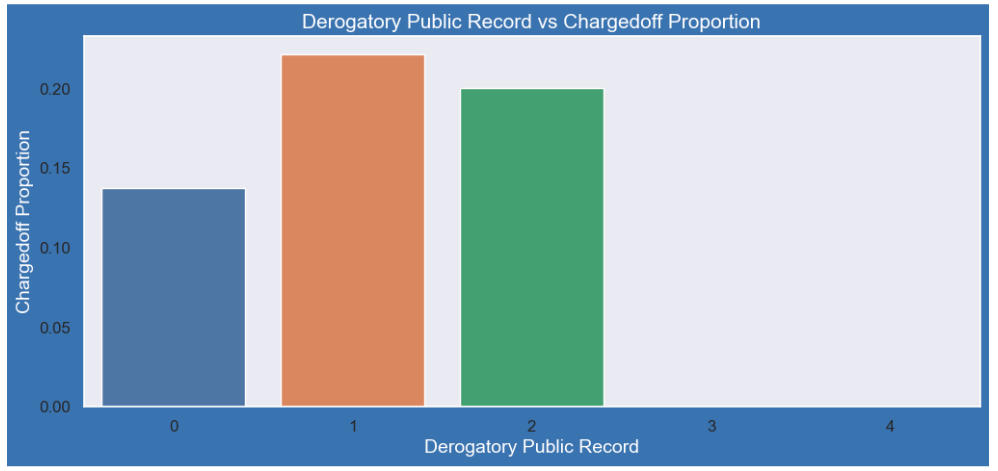 Derogatory Public Record vs Chargedoff Proportion
Chargedoff Proportion
0.20
0.15
0.10
0.05
0.00
0 1 2 3 4
Derogatory Public Record